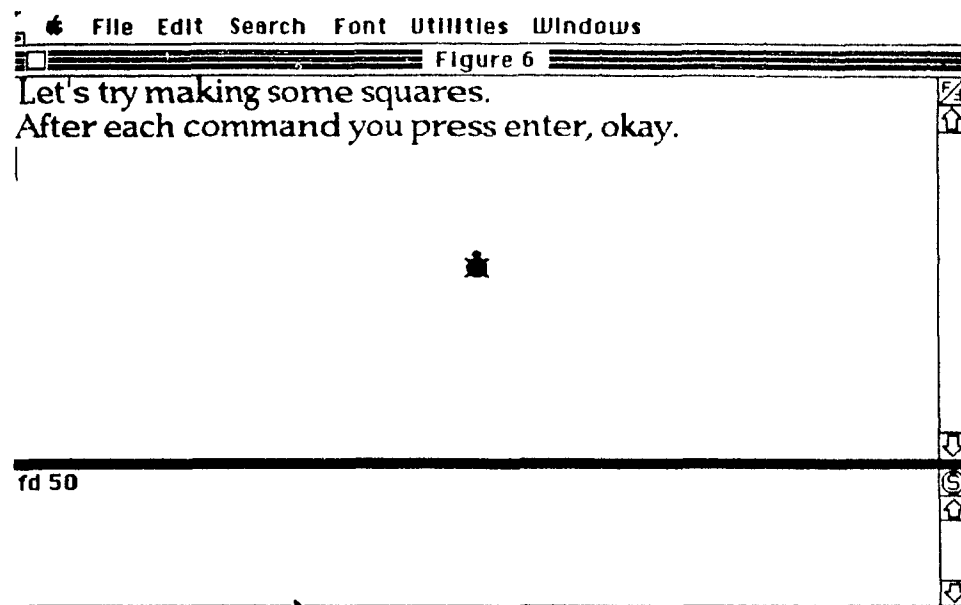 File Edit Search Font Utilities Windows
Figure 6
Let's try making some squares.
After each command you press enter, okay.
fd 50